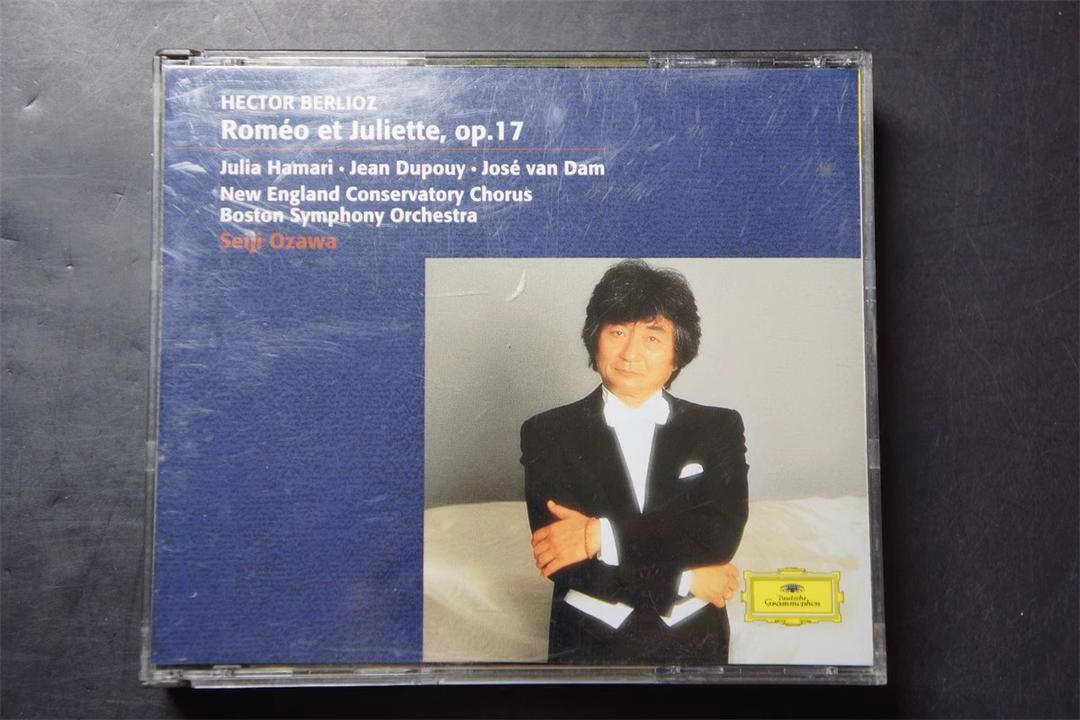 HECTOR BERLIOZ
Roméo et Juliette, op.17
Julia Hamari · Jean Dupouy · José van Dam
New England Conservatory Chorus
Boston Symphony Orchestra
Seiji Ozawa
Deutsche
Grammophon